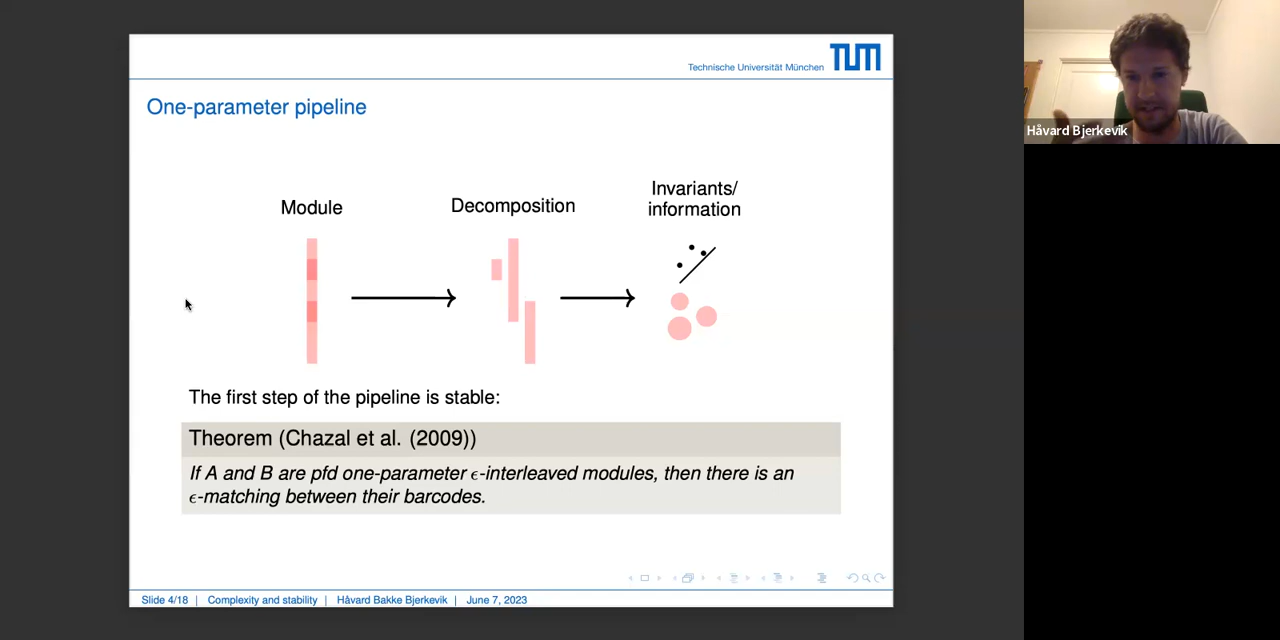 Technische Universität München TUM
One-parameter pipeline
Module
Decomposition
Invariants/
information
The first step of the pipeline is stable:
Theorem (Chazal et al. (2009))
If A and B are pfd one-parameter ϵ-interleaved modules, then there is an
ϵ-matching between their barcodes.
Slide 4/18 | Complexity and stability | Håvard Bakke Bjerkevik | June 7, 2023
Håvard Bjerkevik